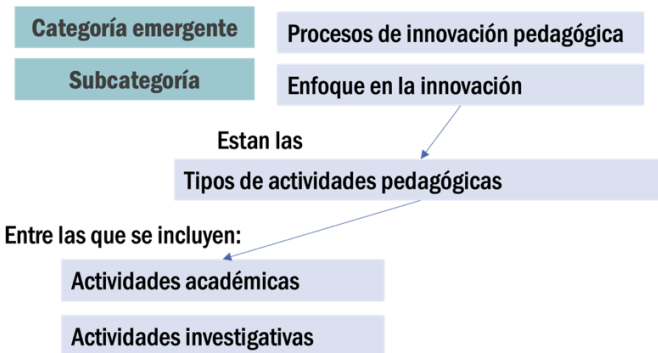 Categoría emergente
Procesos de innovación pedagógica
Subcategoría
Enfoque en la innovación
Estan las
Tipos de actividades pedagógicas
Entre las que se incluyen:
Actividades académicas
Actividades investigativas